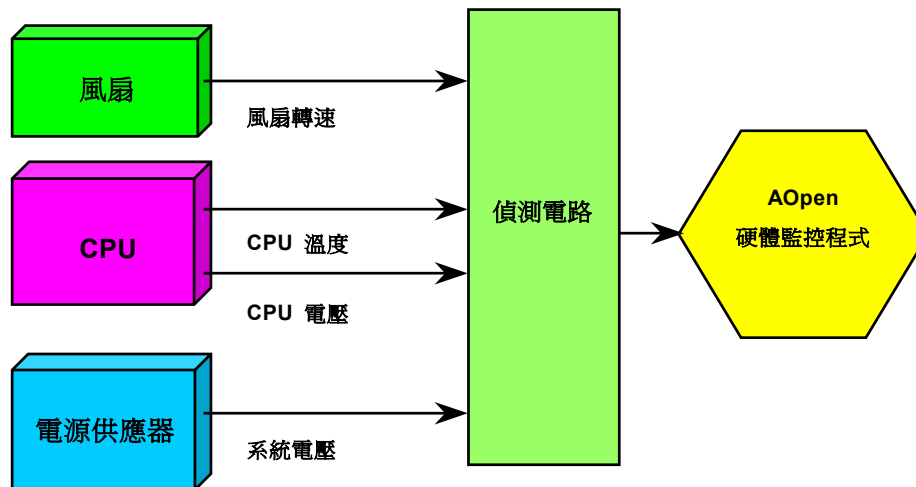 風扇
風扇轉速
CPU
CPU 溫度
CPU 電壓
電源供應器
系統電壓
偵測電路
AOpen
硬體監控程式